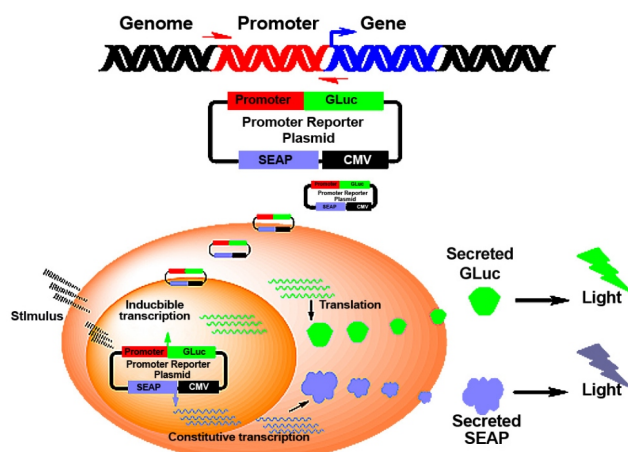 Genome Promoter Gene
Promoter GLuc
Promoter Reporter
Plasmid
SEAP CMV
Promoter GLuc
Promoter Reporter
Plasmid
SEAP CMV
Secreted
GLuc
Light
Inducbible
transcription
Translation
Stimulus
Promoter GLuc
Promoter Reporter
Plasmid
SEAP CMV
Light
Secreted
SEAP
Constitutive transcription